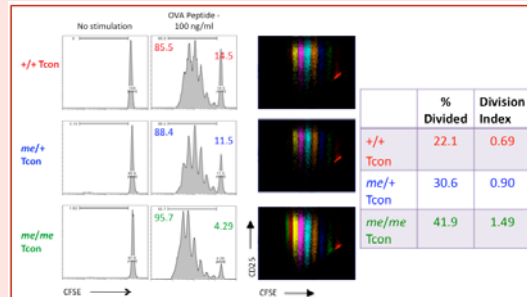 No stimulation
OVA Peptide -
100 ng/ml
+/+ Tcon
85.5
14.5
me/+
Tcon
88.4
11.5
me/me
Tcon
95.7
4.29
CFSE
CD25
CFSE
%
Divided
Division
Index
+/+
Tcon
22.1
0.69
me/+
Tcon
30.6
0.90
me/me
Tcon
41.9
1.49